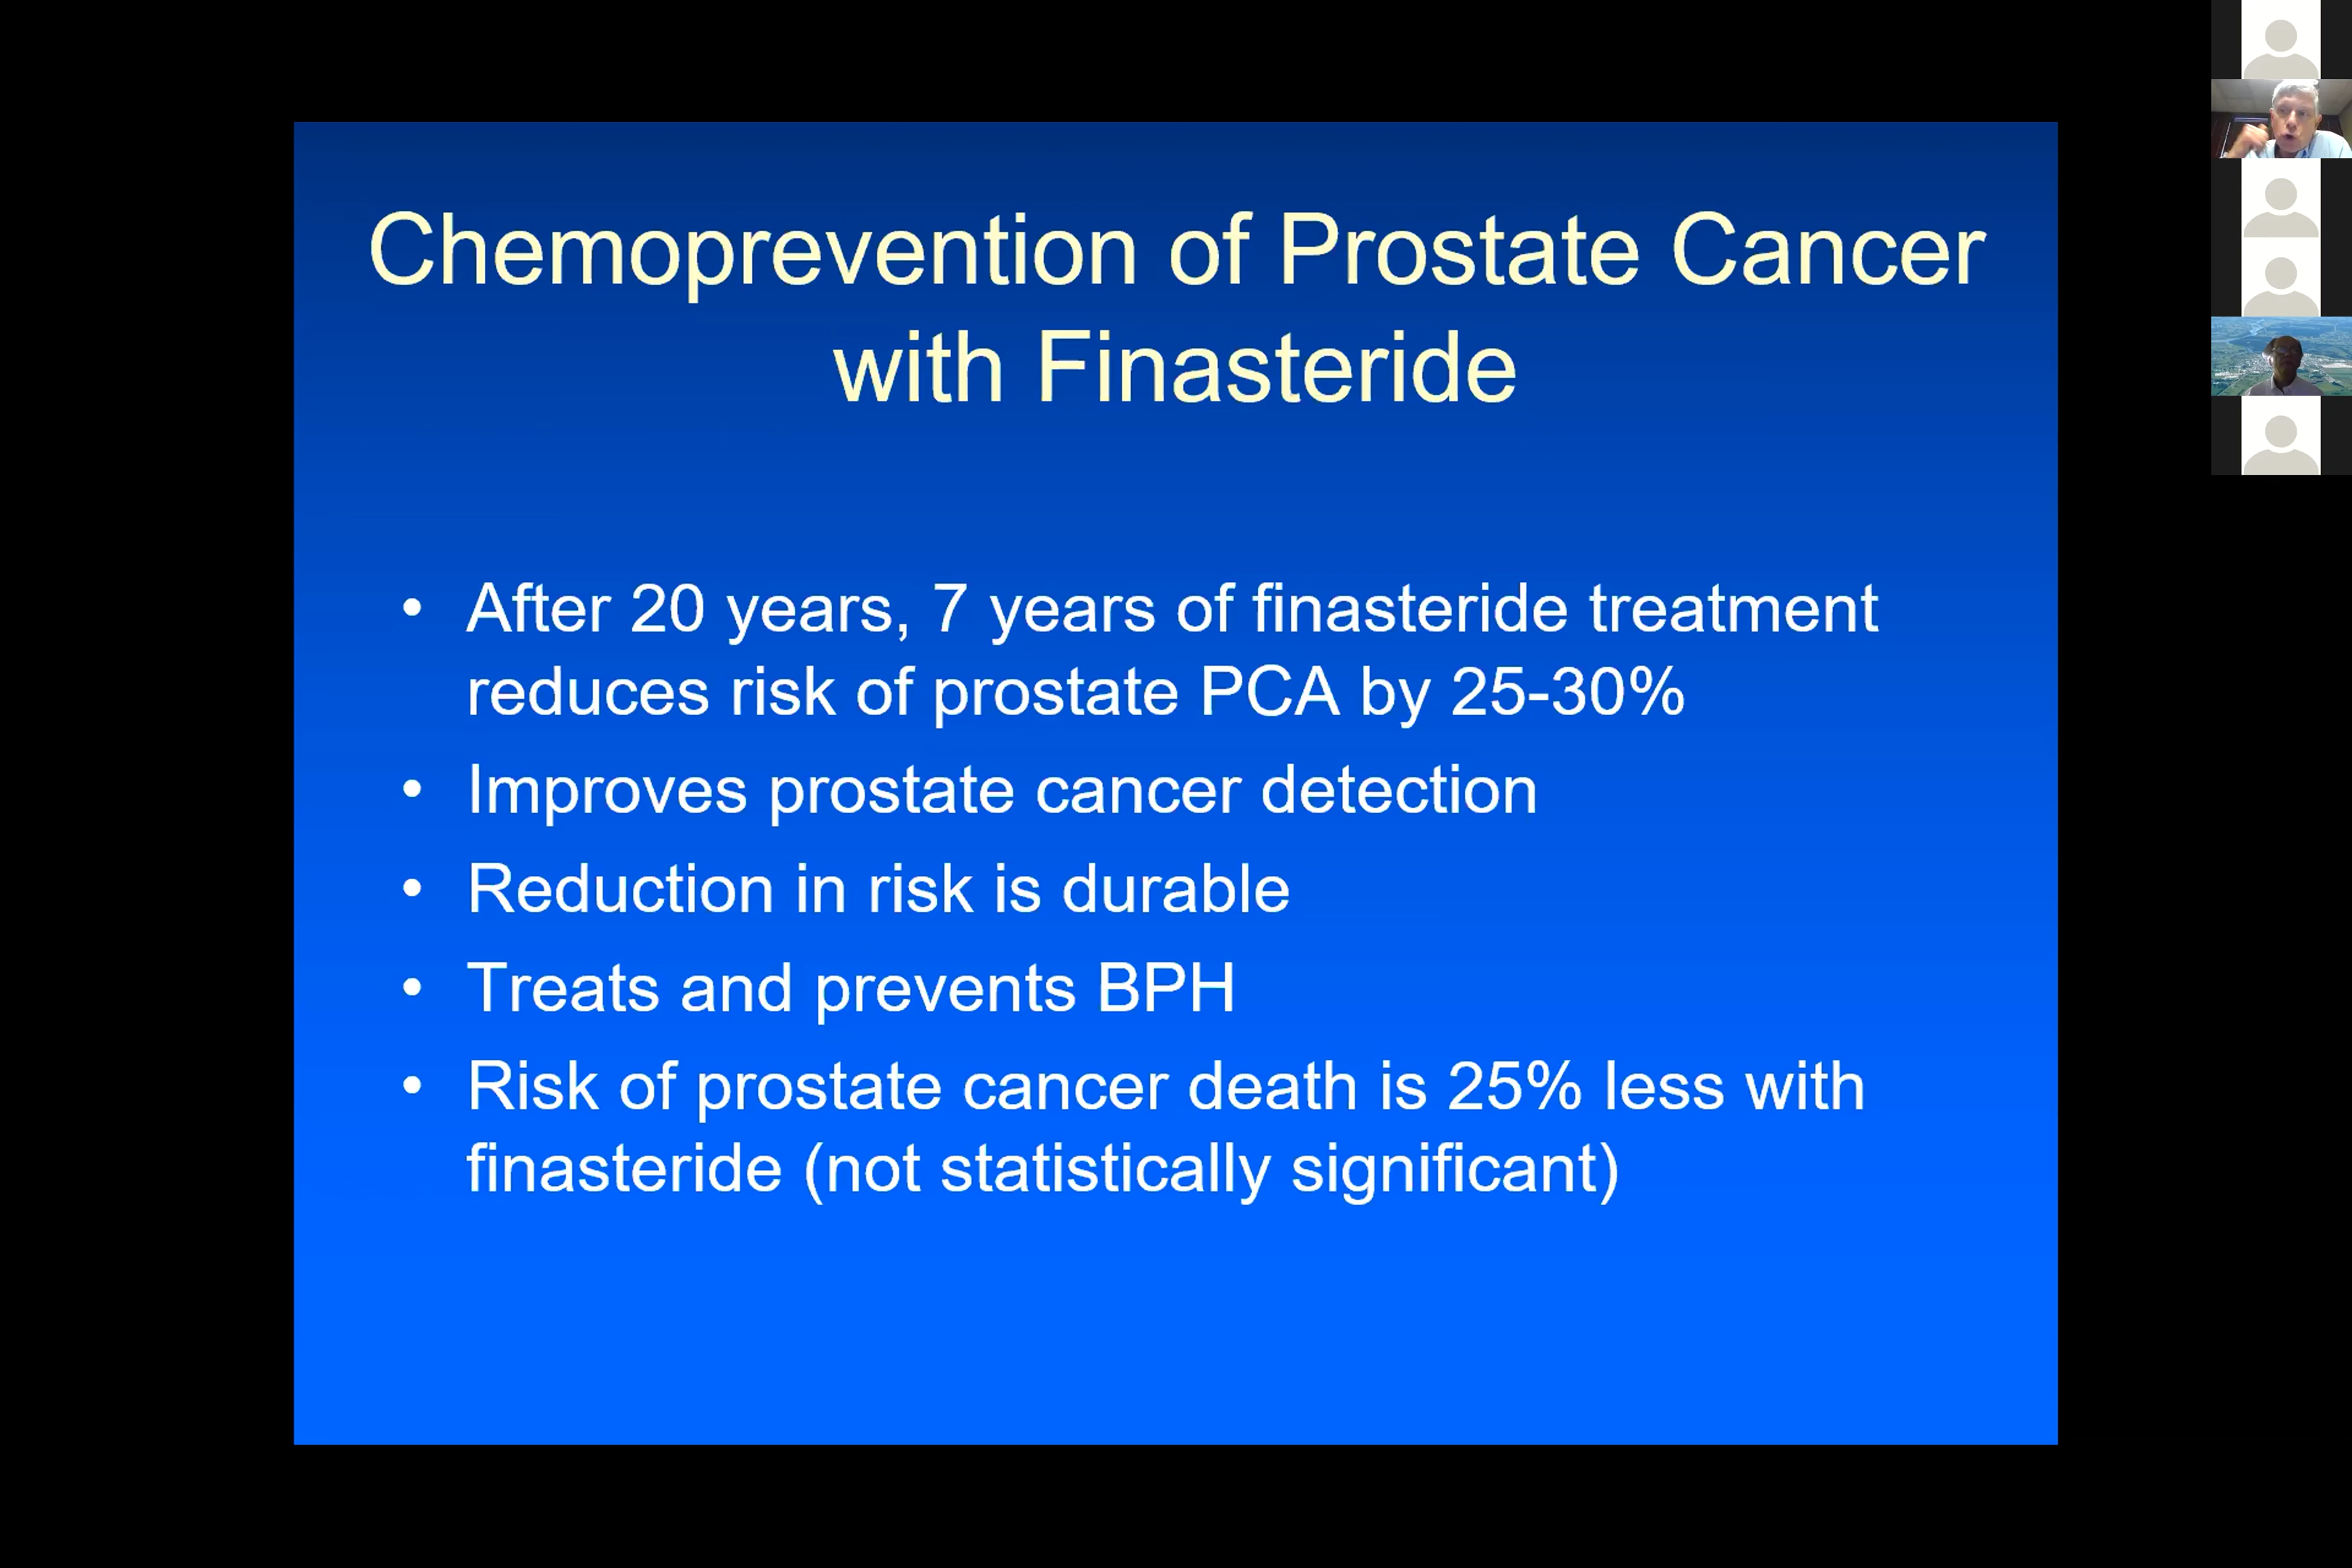 Chemoprevention of Prostate Cancer
with Finasteride
• After 20 years, 7 years of finasteride treatment
reduces risk of prostate PCA by 25-30%
• Improves prostate cancer detection
• Reduction in risk is durable
• Treats and prevents BPH
• Risk of prostate cancer death is 25% less with
finasteride (not statistically significant)